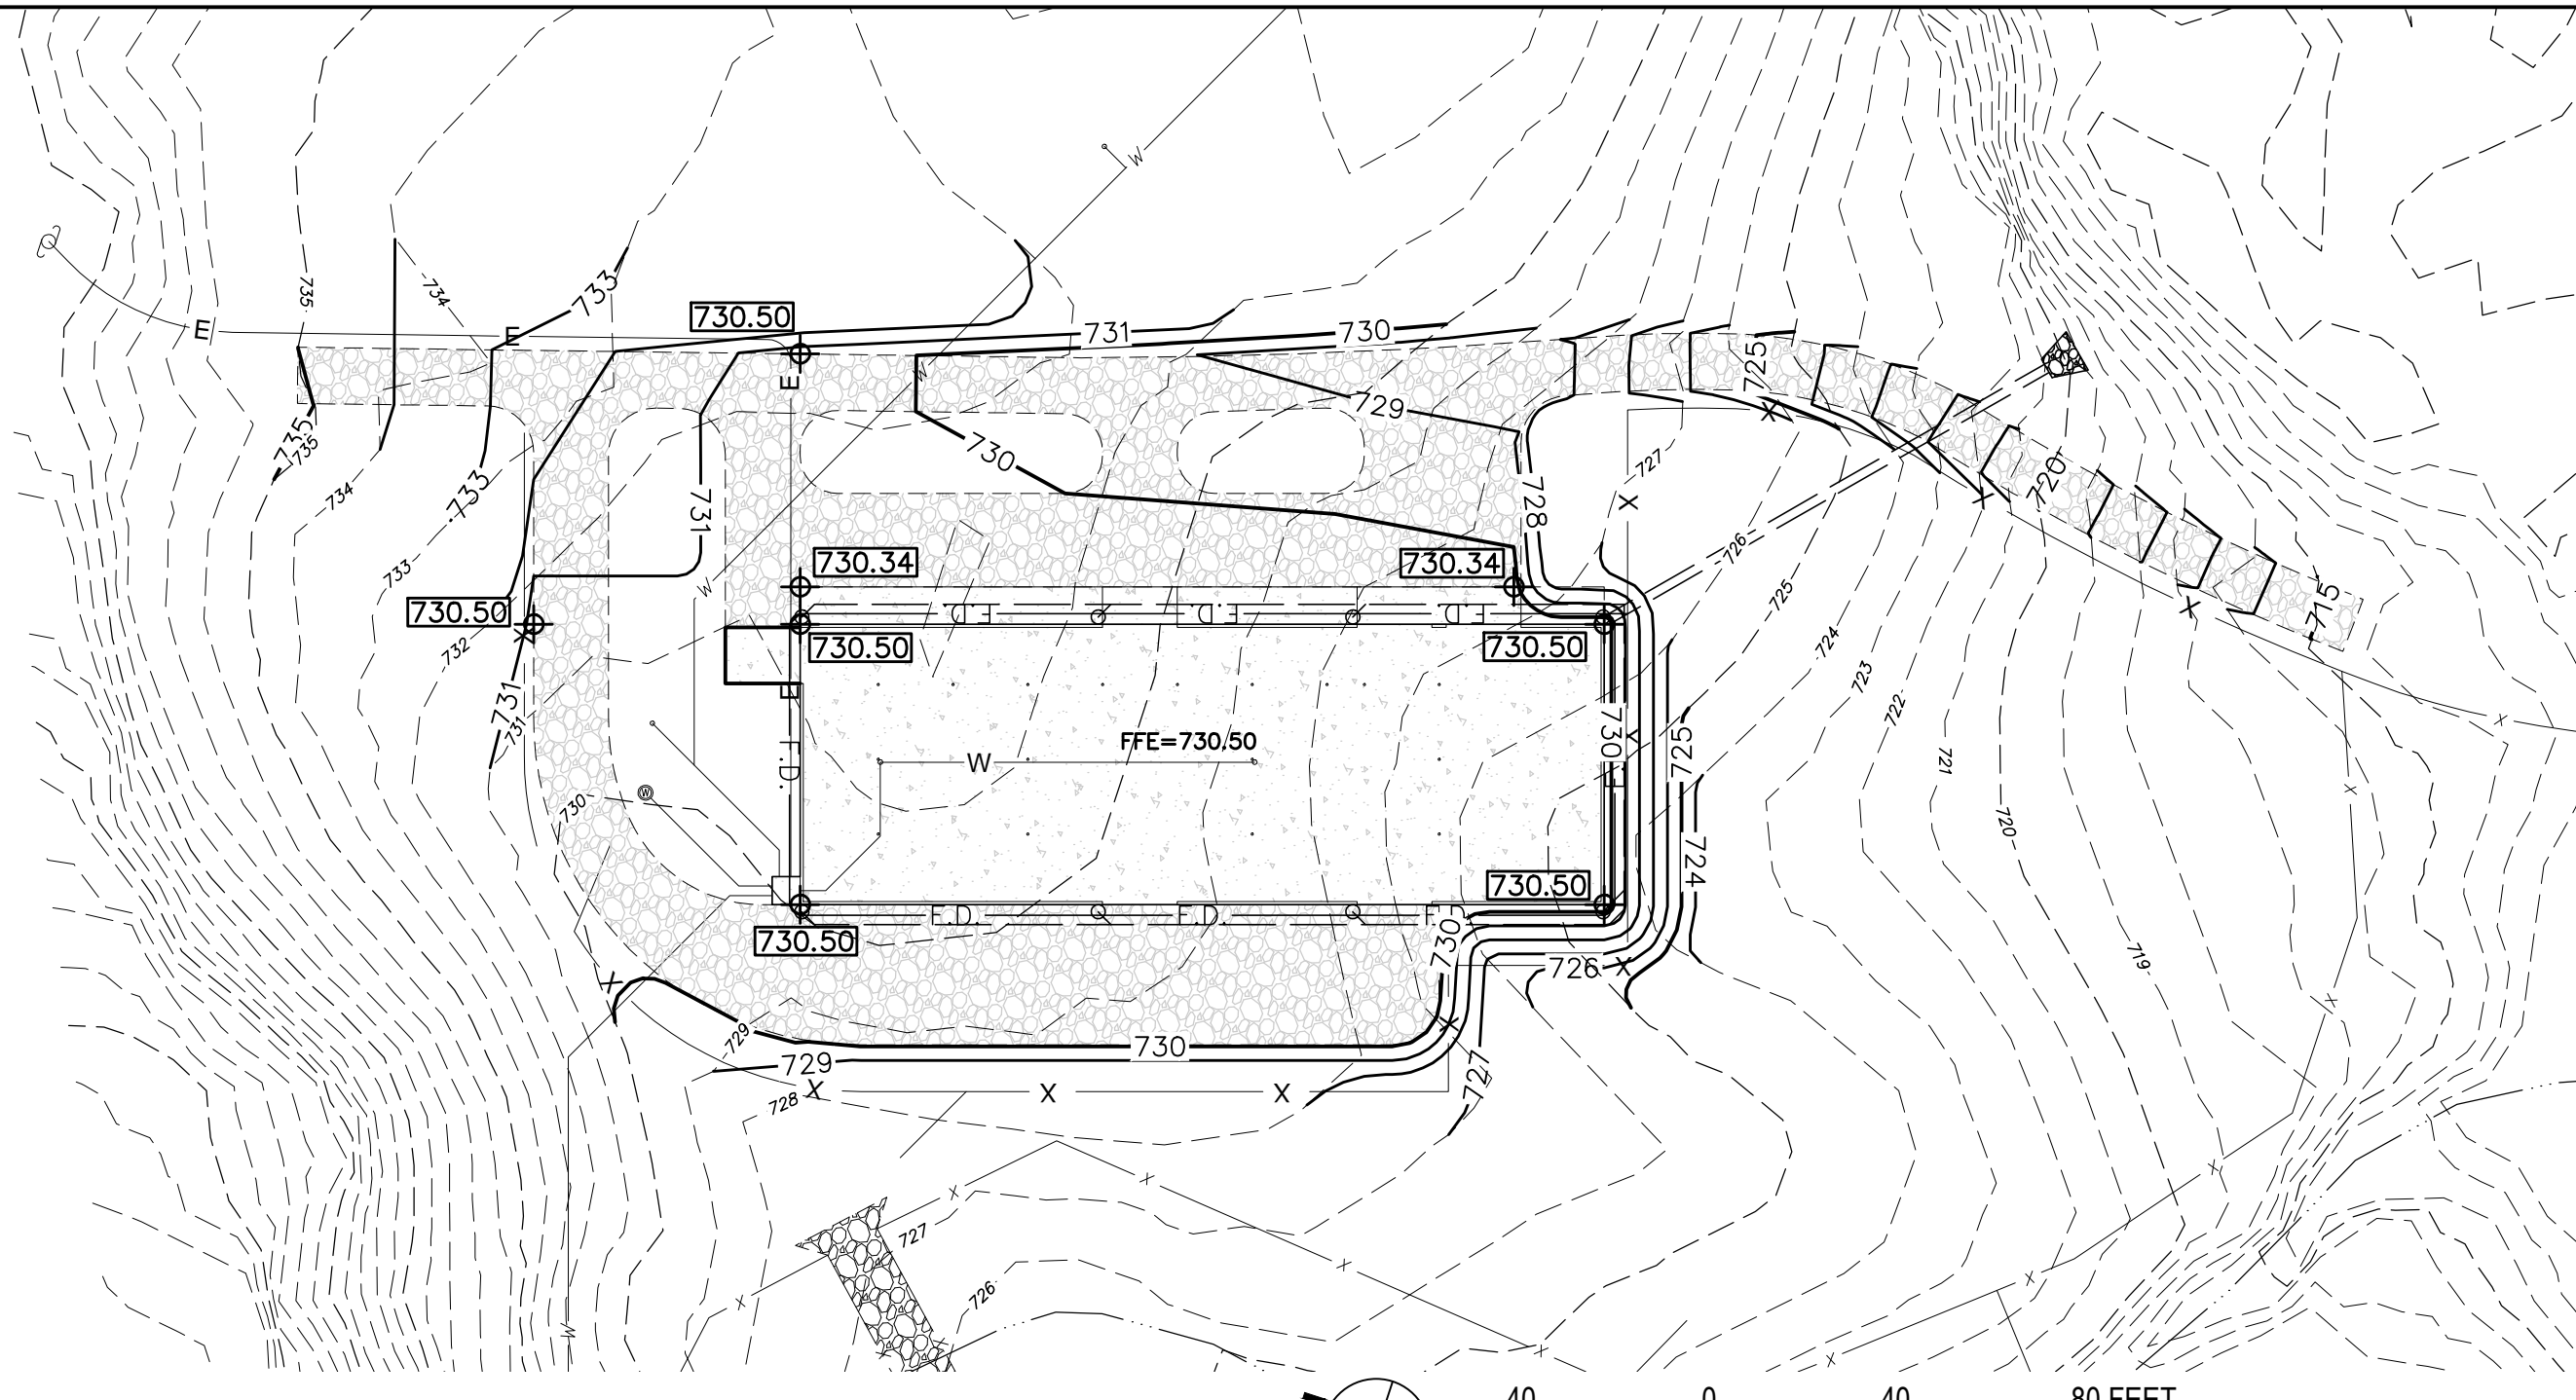 W
735
734
733
E
E
730.50
731
730
725
E
W
729
735
735
730
727
720
734
733
731
728
X
X
X
726
W
733
730.34
730.34
725
715
730.50
X
F.D.
F.D.
F.D.
X
732
730.50
730.50
724
723
731
731
722
X
730
X
725
721
F.D.
W
FFE=730.50
X
W
730
720
724
730.50
F.D.
F.D.
730.50
730
719
X
726
X
X
X
729
730
729
727
728
X
X
X
X
X
X
X
727
726
X
X
X
W
X
X
40
0
40
80 FEET